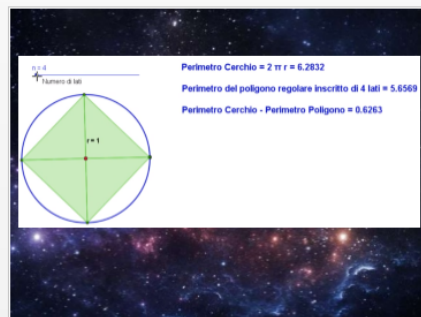 n = 4
Numero di lati
r = 1
Perimetro Cerchio = 2 π r = 6.2832
Perimetro del poligono regolare inscritto di 4 lati = 5.6569
Perimetro Cerchio - Perimetro Poligono = 0.6263